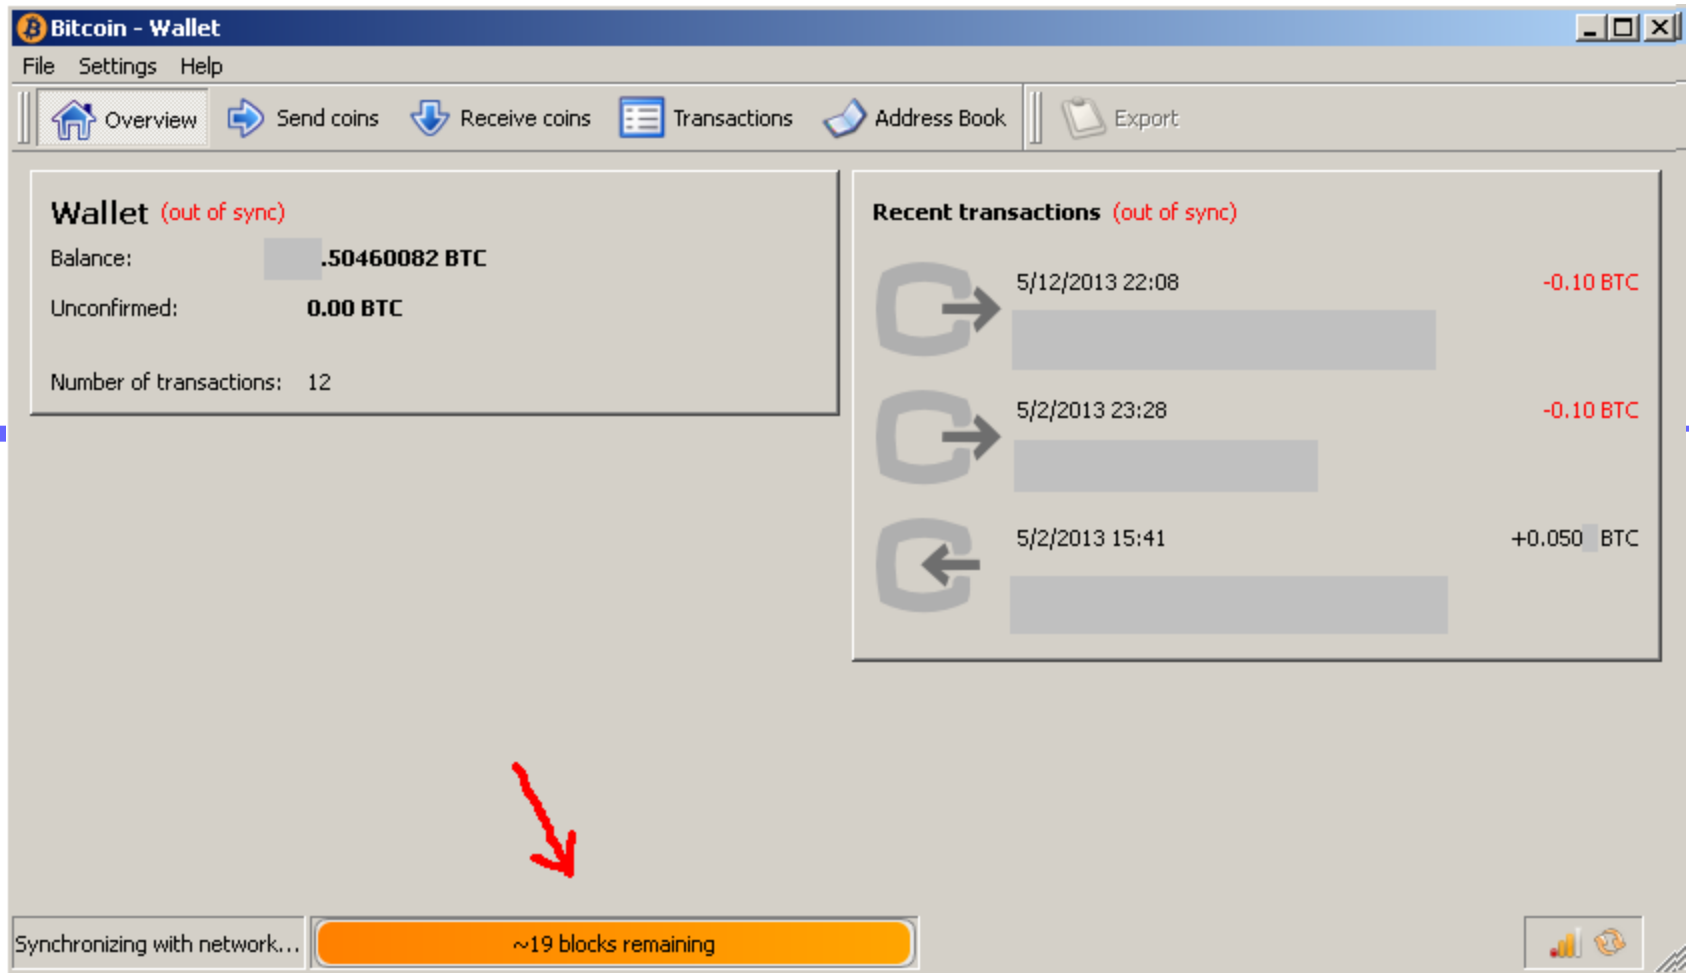 Bitcoin - Wallet
File Settings Help
Overview Send coins Receive coins Transactions Address Book Export
Wallet (out of sync)
Balance: .50460082 BTC
Unconfirmed: 0.00 BTC
Number of transactions: 12
Recent transactions (out of sync)
5/12/2013 22:08 -0.10 BTC
5/2/2013 23:28 -0.10 BTC
5/2/2013 15:41 +0.050 BTC
Synchronizing with network... ~19 blocks remaining